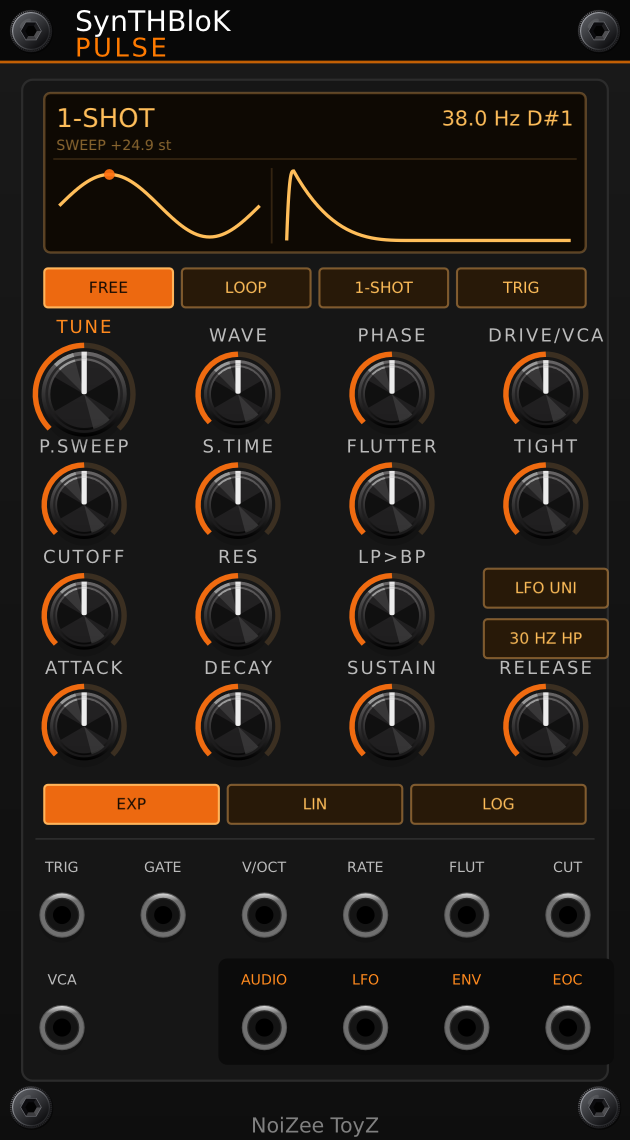 SynTHBloK
PULSE
1-SHOT 38.0 Hz D#1
SWEEP +24.9 st
FREE LOOP 1-SHOT TRIG
TUNE WAVE PHASE DRIVE/VCA
P.SWEEP S.TIME FLUTTER TIGHT
CUTOFF RES LP>BP
LFO UNI
30 HZ HP
ATTACK DECAY SUSTAIN RELEASE
EXP LIN LOG
TRIG GATE V/OCT RATE FLUT CUT
VCA AUDIO LFO ENV EOC
NoiZee ToyZ